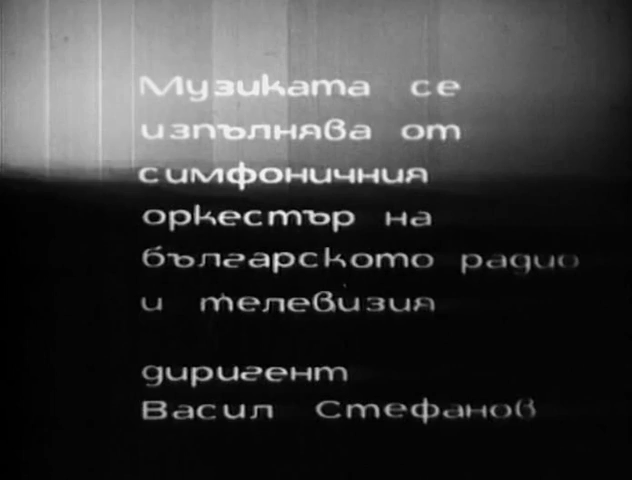 Музиката се
изпълнява от
симфоничния
оркестър на
българското радио
и телевизия
диригент
Васил Стефанов